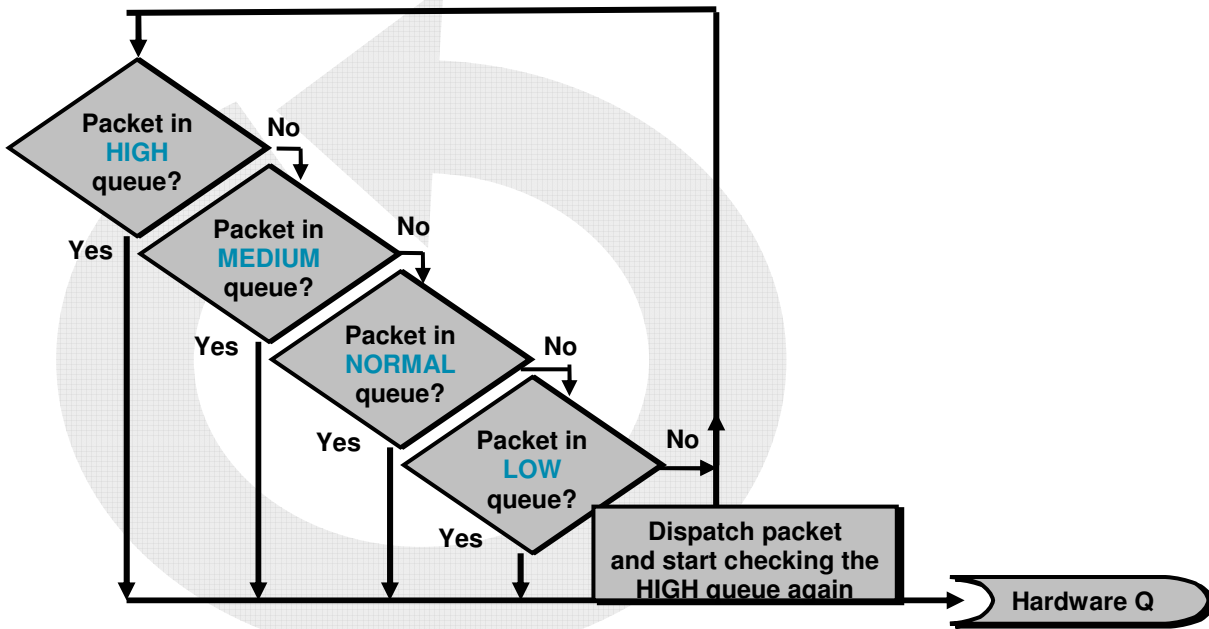 Packet in
HIGH
queue?
No
Yes
Packet in
MEDIUM
queue?
No
Yes
Packet in
NORMAL
queue?
No
Yes
Packet in
LOW
queue?
No
Yes
Dispatch packet
and start checking the
HIGH queue again
Hardware Q